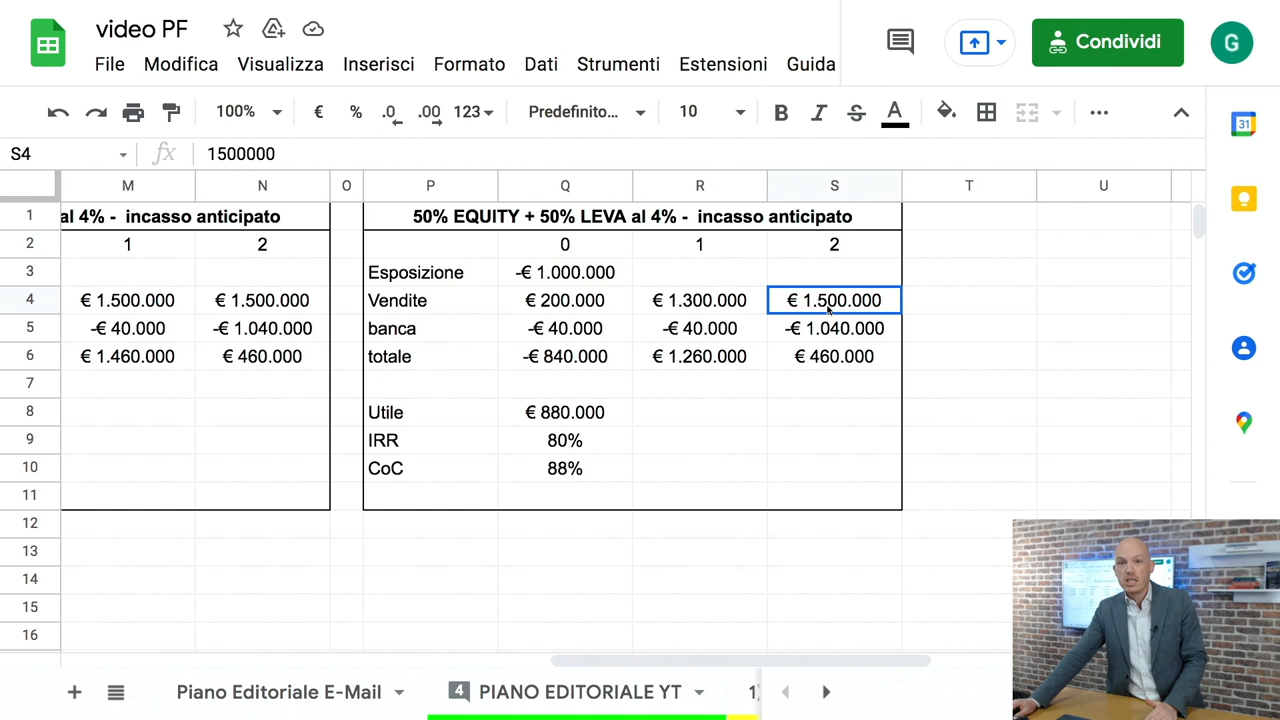 video PF
File Modifica Visualizza Inserisci Formato Dati Strumenti Estensioni Guida
Condividi
G
100% € % .0 .00 123 Predefinito... 10 B I S A
S4 fx 1500000
M N O P Q R S T U
1 al 4% - incasso anticipato 50% EQUITY + 50% LEVA al 4% - incasso anticipato
2 1 2 0 1 2
3 Esposizione -€ 1.000.000
4 € 1.500.000 € 1.500.000 Vendite € 200.000 € 1.300.000 € 1.500.000
5 -€ 40.000 -€ 1.040.000 banca -€ 40.000 -€ 40.000 -€ 1.040.000
6 € 1.460.000 € 460.000 totale -€ 840.000 € 1.260.000 € 460.000
7
8 Utile € 880.000
9 IRR 80%
10 CoC 88%
11
12
13
14
15
16
31
+ Piano Editoriale E-Mail 4 PIANO EDITORIALE YT 1